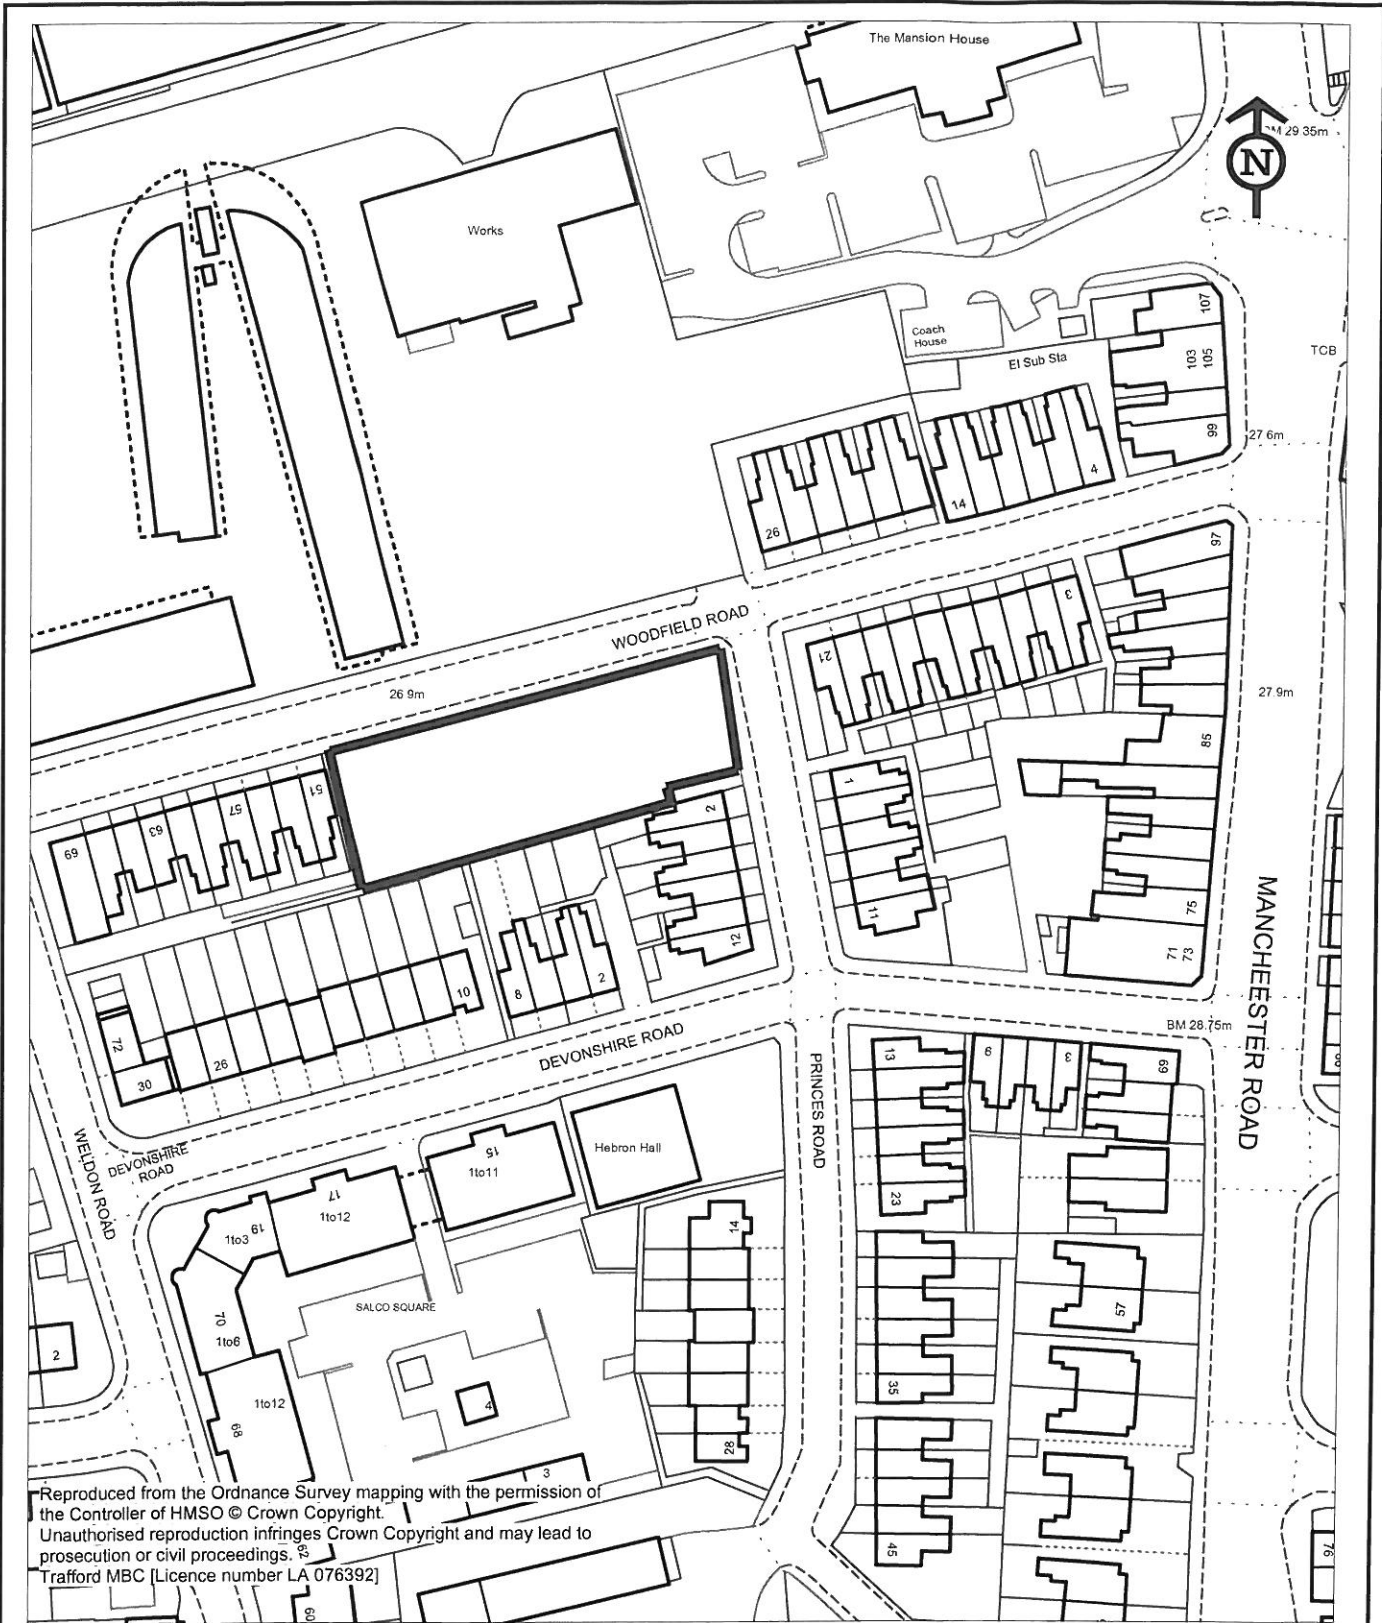 The Mansion House
BM 29 35m
N
Works
107
Coach
House
El Sub Sta
103
105
TCB
99
27 6m
4
14
26
97
WOODFIELD ROAD
3
21
26 9m
27.9m
85
51
57
63
69
2
1
75
11
12
71
73
10
8
2
72
30
26
DEVONSHIRE ROAD
MANCHEESTER ROAD
BM 28.75m
PRINCES ROAD
13
9
3
69
WELDON ROAD
DEVONSHIRE
ROAD
15
1to11
Hebron Hall
17
1to12
19
1to3
23
14
70
1to6
SALCO SQUARE
57
2
35
1to12
68
4
28
3
Reproduced from the Ordnance Survey mapping with the permission of
the Controller of HMSO © Crown Copyright.
Unauthorised reproduction infringes Crown Copyright and may lead to
prosecution or civil proceedings.
62
Trafford MBC [Licence number LA 076392]
45
76
60